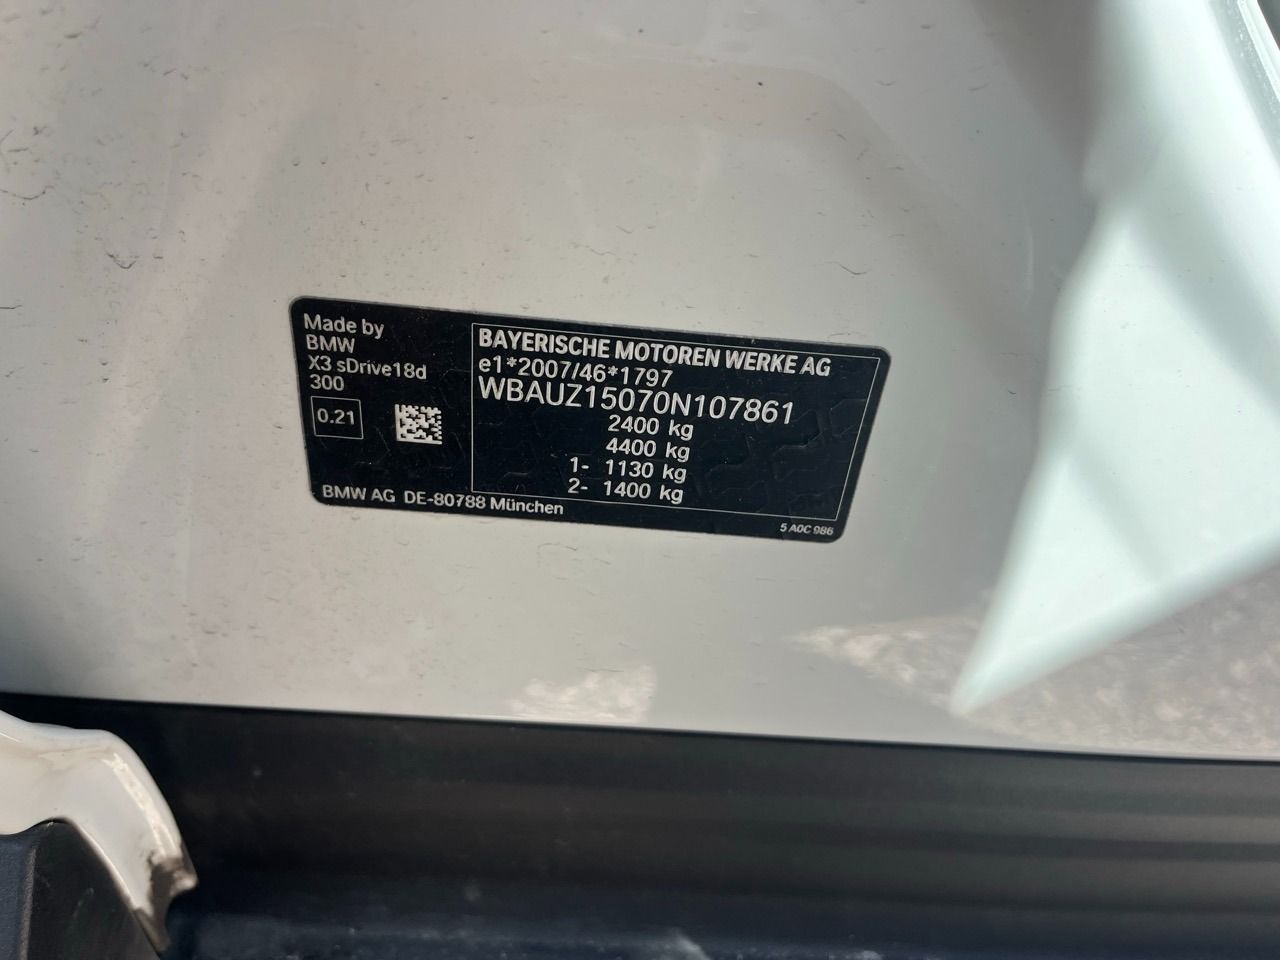 Made by
BMW
X3 sDrive18d
300
0.21
BAYERISCHE MOTOREN WERKE AG
e1*2007/46*1797
WBAUZ15070N107861
2400 kg
4400 kg
1- 1130 kg
2- 1400 kg
BMW AG DE-80788 München
5 A0C 986